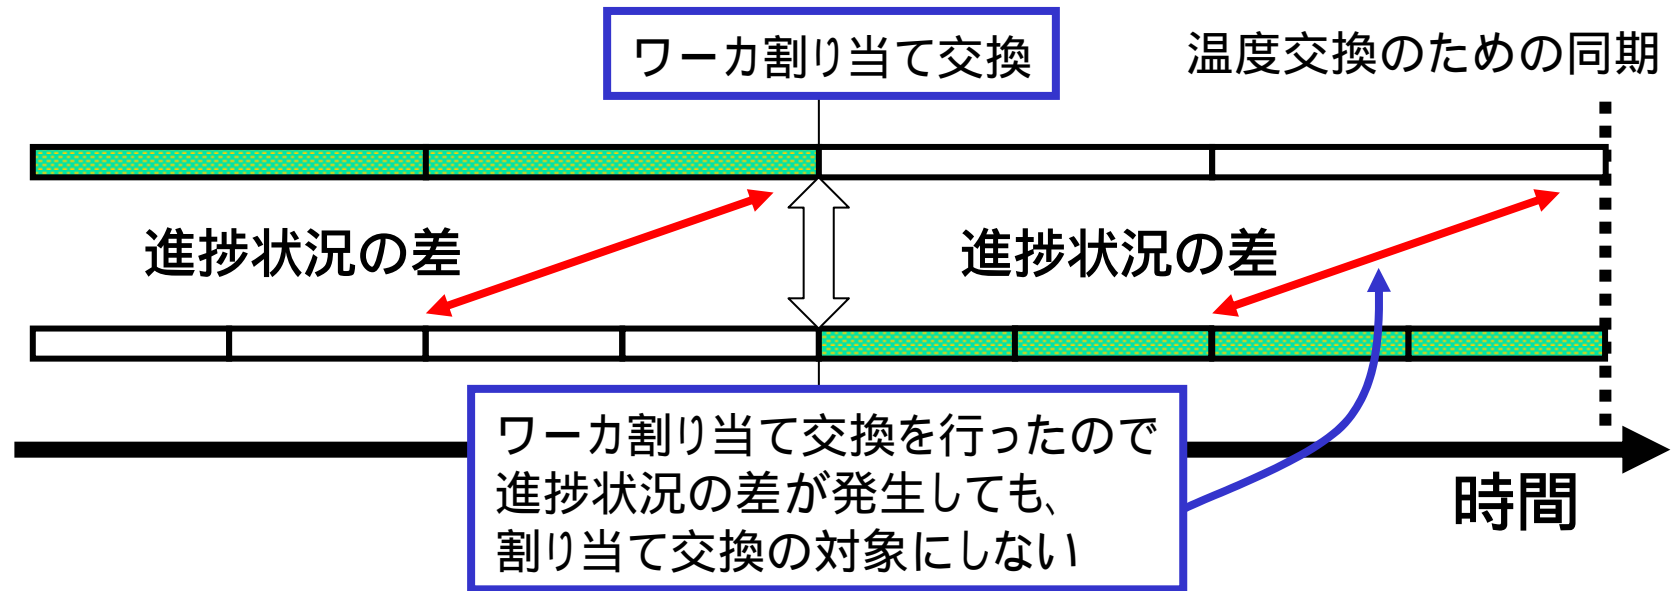 ワーカ割り当て交換
温度交換のための同期
進捗状況の差
進捗状況の差
ワーカ割り当て交換を行ったので
進捗状況の差が発生しても、
割り当て交換の対象にしない
時間